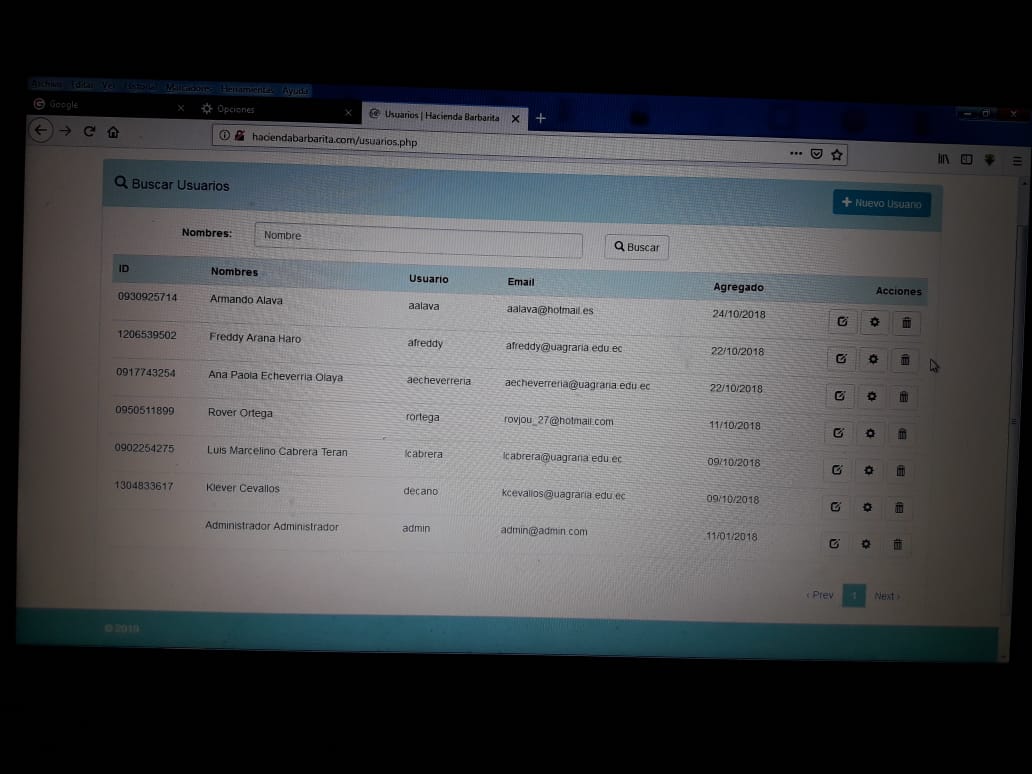 Archivo Editar Ver Historial Marcadores Herramientas Ayuda
Google Opciones Usuarios | Hacienda Barbarita
haciendabarbarita.com/usuarios.php
Buscar Usuarios Nuevo Usuario
Nombres: Nombre Buscar
ID Nombres Usuario Email Agregado Acciones
0930925714 Armando Alava aalava aalava@hotmail.es 24/10/2018
1206539502 Freddy Arana Haro afreddy afreddy@uagraria.edu.ec 22/10/2018
0917743254 Ana Paola Echeverria Olaya aecheverreria aecheverreria@uagraria.edu.ec 22/10/2018
0950511899 Rover Ortega rortega rovjou_27@hotmail.com 11/10/2018
0902254275 Luis Marcelino Cabrera Teran lcabrera lcabrera@uagraria.edu.ec 09/10/2018
1304833617 Klever Cevallos decano kcevallos@uagraria.edu.ec 09/10/2018
Administrador Administrador admin admin@admin.com 11/01/2018
‹ Prev 1 Next ›
© 2019